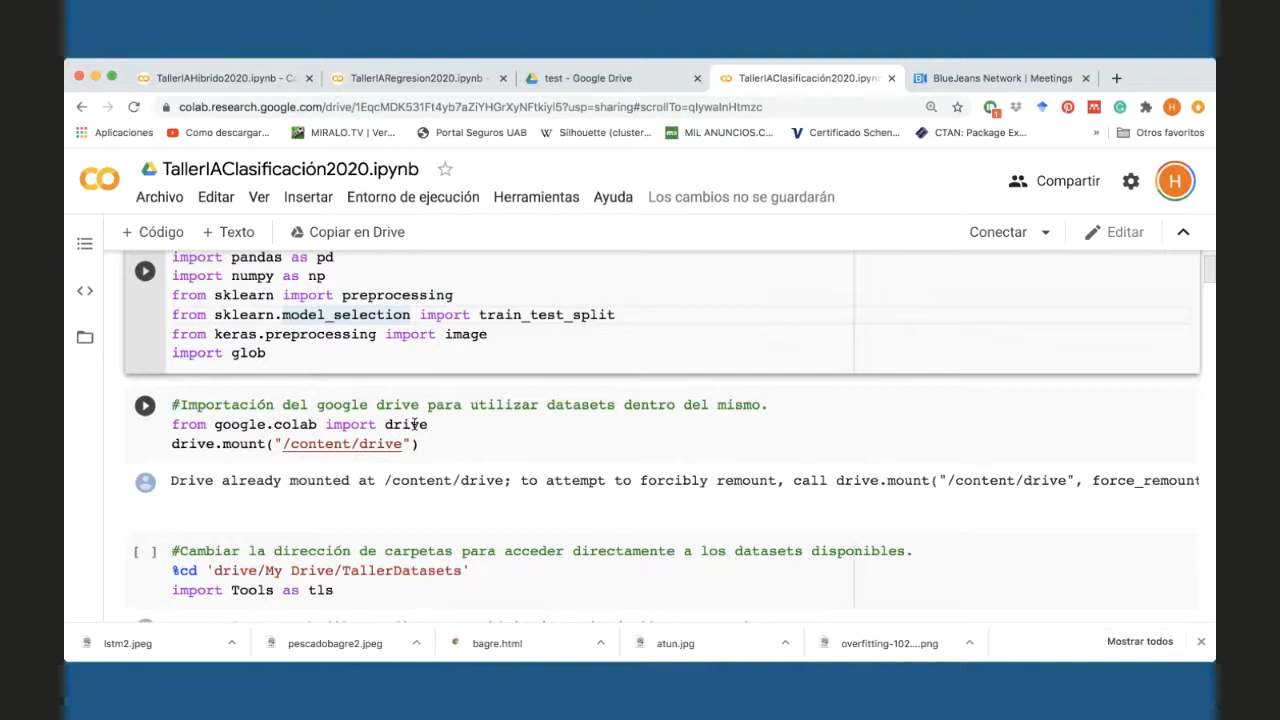 TallerIAHibrido2020.ipynb - C
TallerIARegresion2020.ipynb -
test - Google Drive
TallerIAClasificación2020.ipynb
BlueJeans Network | Meetings
colab.research.google.com/drive/1EqcMDK531Ft4yb7aZiYHGrXyNFtkiyl5?usp=sharing#scrollTo=qlywaInHtmzc
Aplicaciones
Como descargar...
MIRALO.TV | Ver...
Portal Seguros UAB
Silhouette (cluster...
MIL ANUNCIOS.C...
Certificado Schen...
CTAN: Package Ex...
»
Otros favoritos
TallerIAClasificación2020.ipynb
Archivo Editar Ver Insertar Entorno de ejecución Herramientas Ayuda Los cambios no se guardarán
Compartir
H
+ Código + Texto Copiar en Drive
Conectar
Editar
import pandas as pd
import numpy as np
from sklearn import preprocessing
from sklearn.model_selection import train_test_split
from keras.preprocessing import image
import glob
#Importación del google drive para utilizar datasets dentro del mismo.
from google.colab import drive
drive.mount("/content/drive")
Drive already mounted at /content/drive; to attempt to forcibly remount, call drive.mount("/content/drive", force_remount
[ ] #Cambiar la dirección de carpetas para acceder directamente a los datasets disponibles.
%cd 'drive/My Drive/TallerDatasets'
import Tools as tls
lstm2.jpeg
pescadobagre2.jpeg
bagre.html
atun.jpg
overfitting-102....png
Mostrar todos